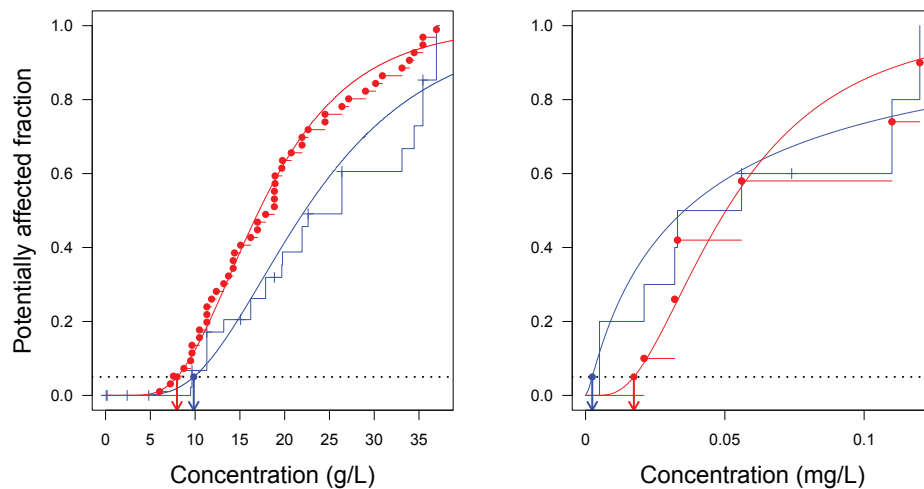 Potentially affected fraction
1.0
0.8
0.6
0.4
0.2
0.0
0 5 10 15 20 25 30 35
Concentration (g/L)
1.0
0.8
0.6
0.4
0.2
0.0
0 0.05 0.1
Concentration (mg/L)